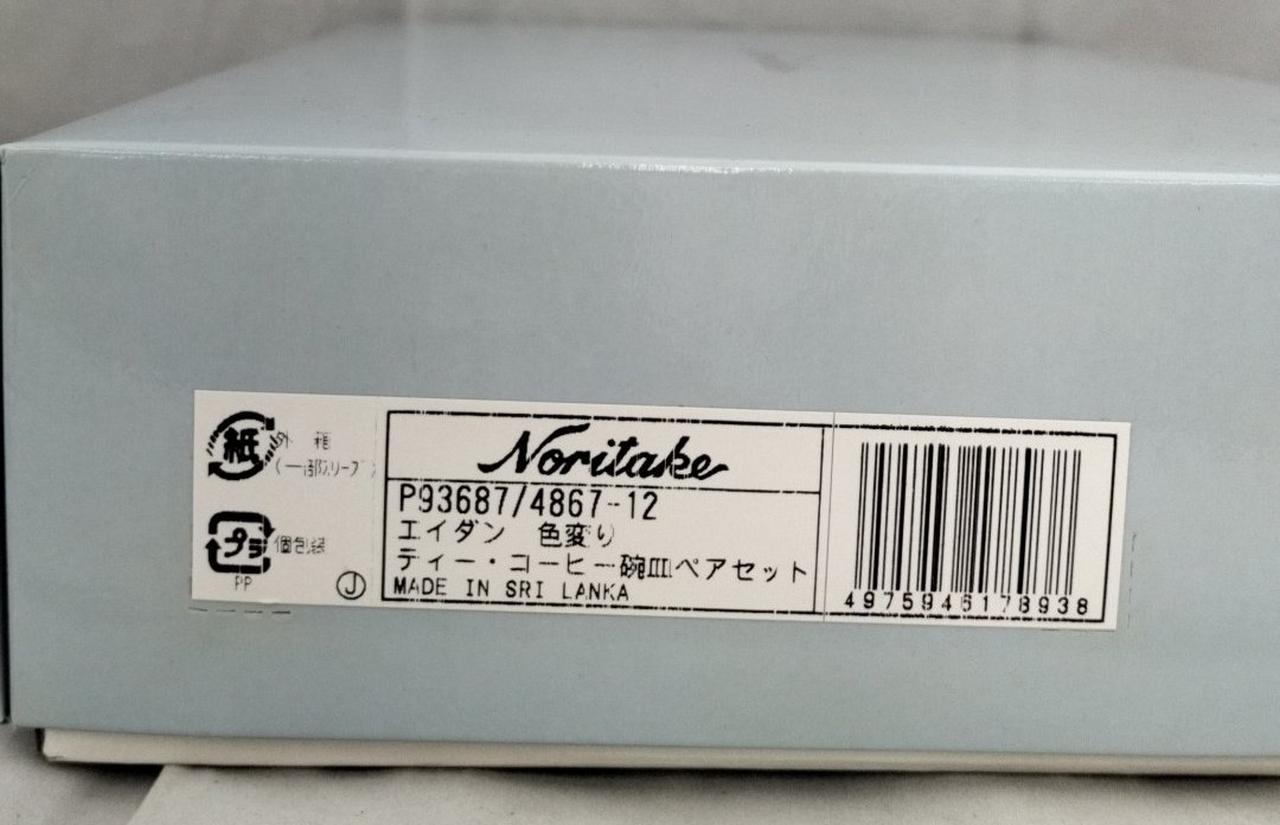 紙 外箱
(一部スリーブ)
プラ 個包装
PP
J
Noritake
P93687/4867-12
エイダン 色変り
ティー・コーヒー碗皿ペアセット
MADE IN SRI LANKA
4975946178938